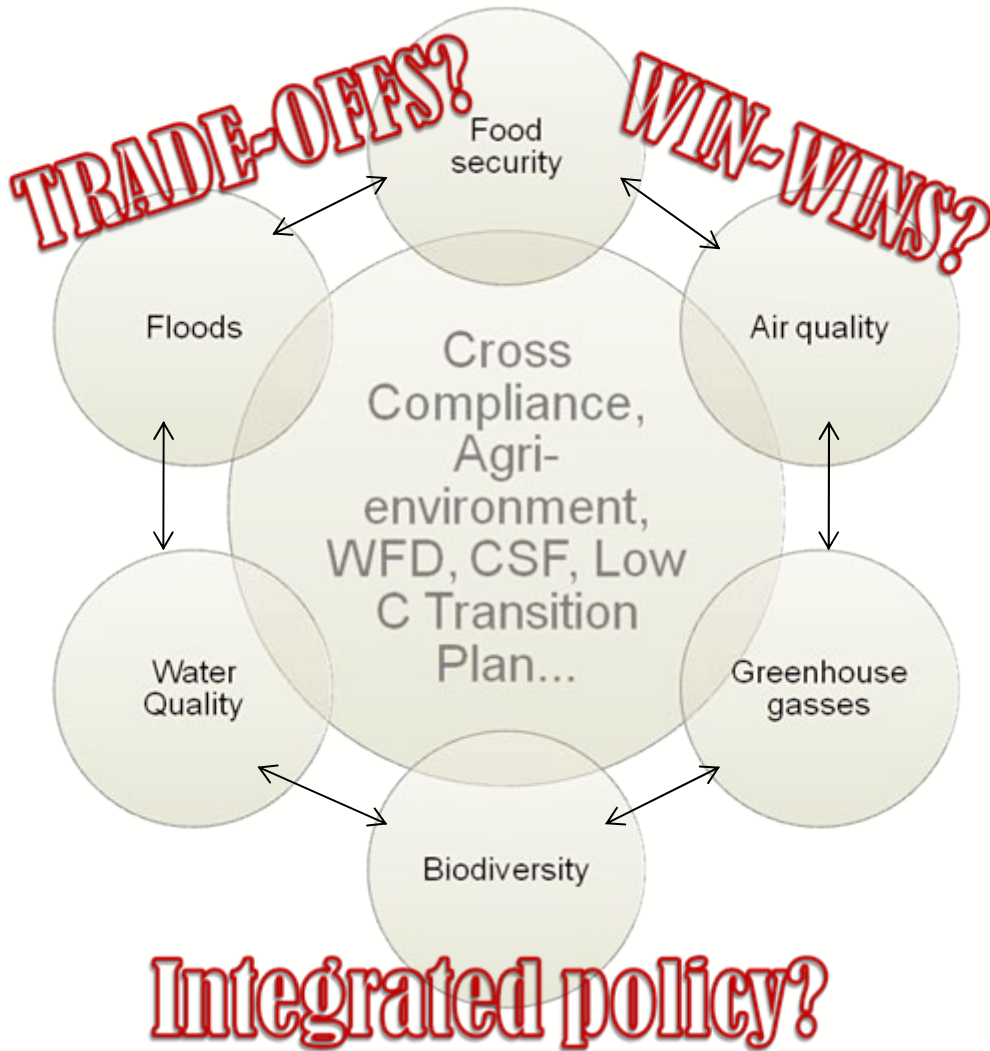 TRADE-OFFS?
WIN-WINS?
Food
security
Floods
Air quality
Cross
Compliance,
Agri-
environment,
WFD, CSF, Low
C Transition
Plan...
Water
Quality
Greenhouse
gasses
Biodiversity
Integrated policy?